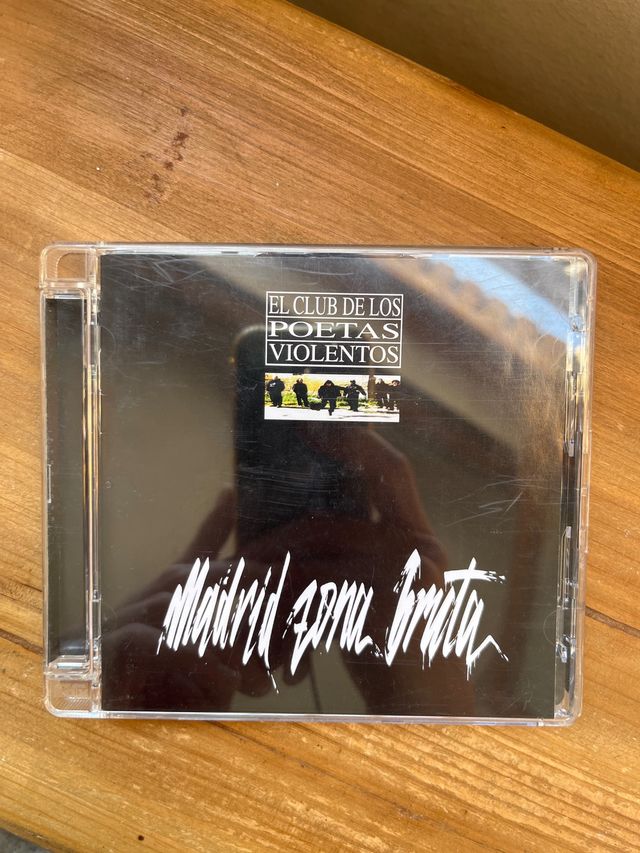 EL CLUB DE LOS
POETAS
VIOLENTOS
Madrid zona bruta